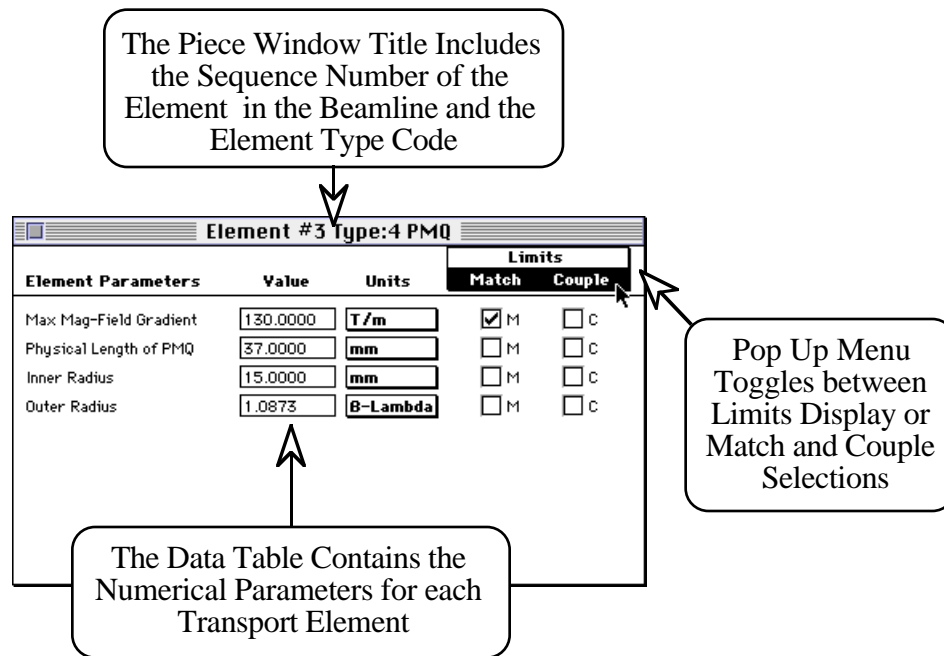 The Piece Window Title Includes
the Sequence Number of the
Element in the Beamline and the
Element Type Code
Element #3 Type:4 PMQ
Limits
Element Parameters Value Units Match Couple
Max Mag-Field Gradient 130.0000 T/m M C
Physical Length of PMQ 37.0000 mm M C
Inner Radius 15.0000 mm M C
Outer Radius 1.0873 B-Lambda M C
Pop Up Menu
Toggles between
Limits Display or
Match and Couple
Selections
The Data Table Contains the
Numerical Parameters for each
Transport Element